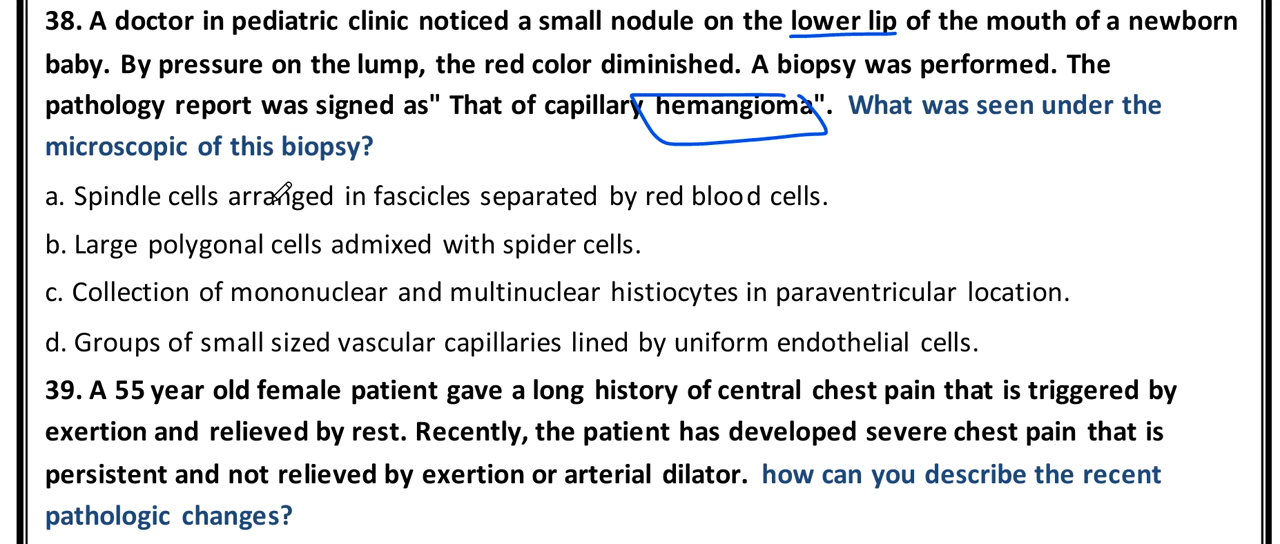 38. A doctor in pediatric clinic noticed a small nodule on the lower lip of the mouth of a newborn
baby. By pressure on the lump, the red color diminished. A biopsy was performed. The
pathology report was signed as" That of capillary hemangioma". What was seen under the
microscopic of this biopsy?
a. Spindle cells arranged in fascicles separated by red blood cells.
b. Large polygonal cells admixed with spider cells.
c. Collection of mononuclear and multinuclear histiocytes in paraventricular location.
d. Groups of small sized vascular capillaries lined by uniform endothelial cells.
39. A 55 year old female patient gave a long history of central chest pain that is triggered by
exertion and relieved by rest. Recently, the patient has developed severe chest pain that is
persistent and not relieved by exertion or arterial dilator. how can you describe the recent
pathologic changes?